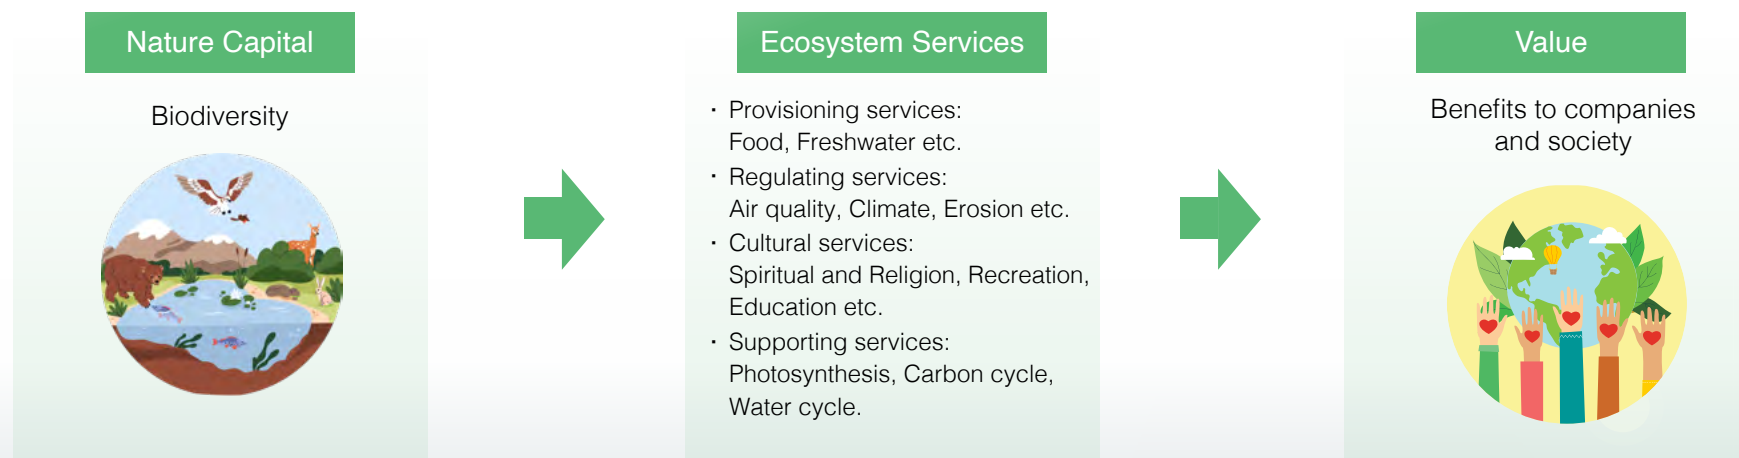 Nature Capital
Biodiversity
Ecosystem Services
· Provisioning services:
Food, Freshwater etc.
· Regulating services:
Air quality, Climate, Erosion etc.
· Cultural services:
Spiritual and Religion, Recreation,
Education etc.
· Supporting services:
Photosynthesis, Carbon cycle,
Water cycle.
Value
Benefits to companies
and society